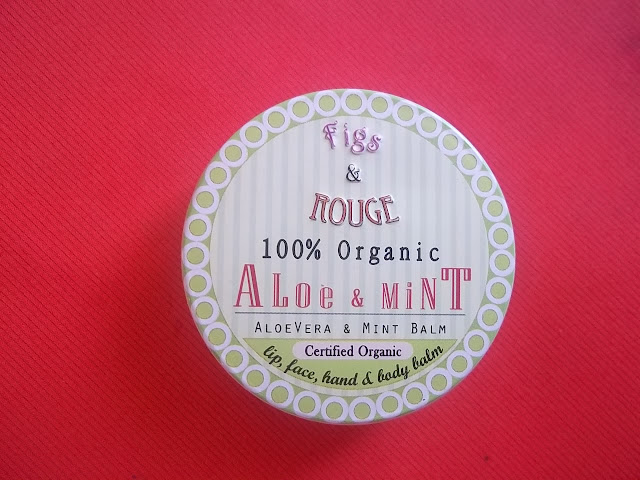 Figs
&
ROUGE
100% Organic
ALoe & MiNT
ALOEVERA & MINT BALM
Certified Organic
lip, face, hand & body balm